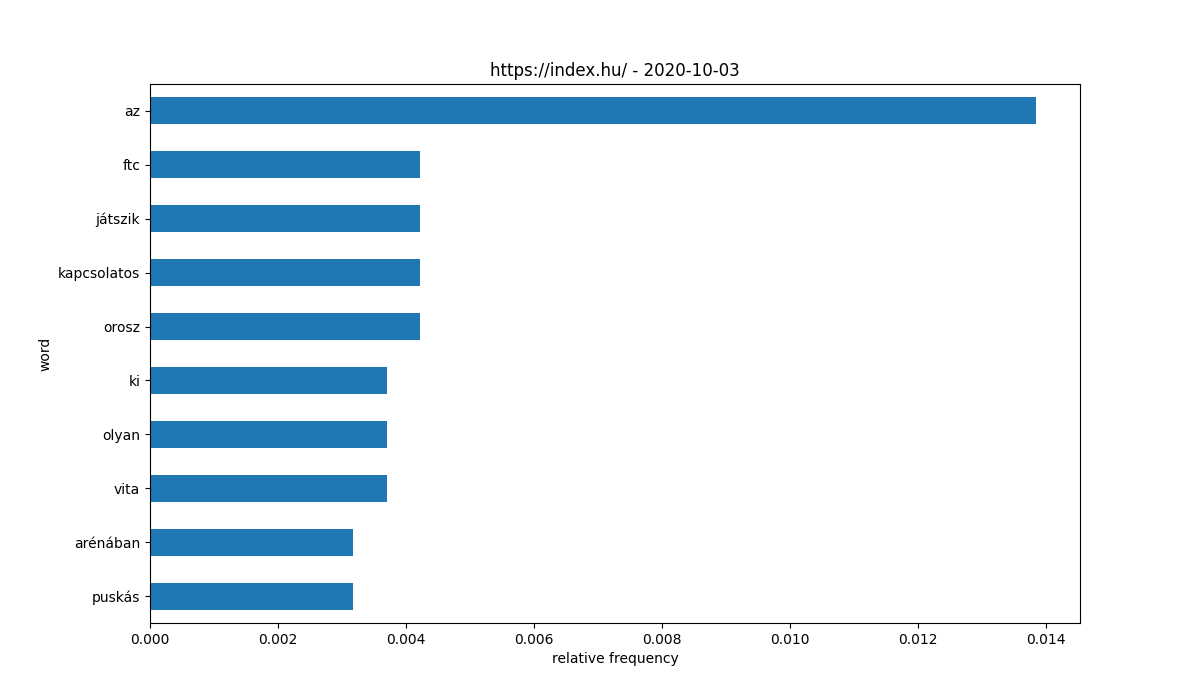 https://index.hu/ - 2020-10-03
az
ftc
játszik
kapcsolatos
orosz
ki
olyan
vita
arénában
puskás
word
0.000 0.002 0.004 0.006 0.008 0.010 0.012 0.014
relative frequency